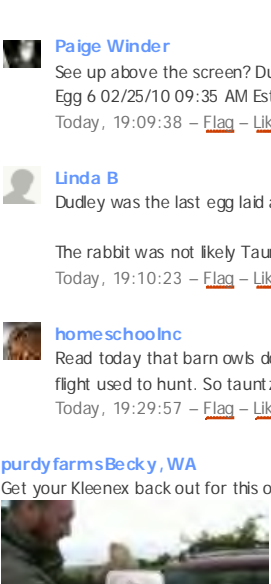 Paige Winder
See up above the screen? Du
Egg 6 02/25/10 09:35 AM Est
Today, 19:09:38 – Flag – Lik
Linda B
Dudley was the last egg laid a
The rabbit was not likely Taun
Today, 19:10:23 – Flag – Lik
homeschoolnc
Read today that barn owls do
flight used to hunt. So tauntz
Today, 19:29:57 – Flag – Lik
purdyfarmsBecky, WA
Get your Kleenex back out for this o